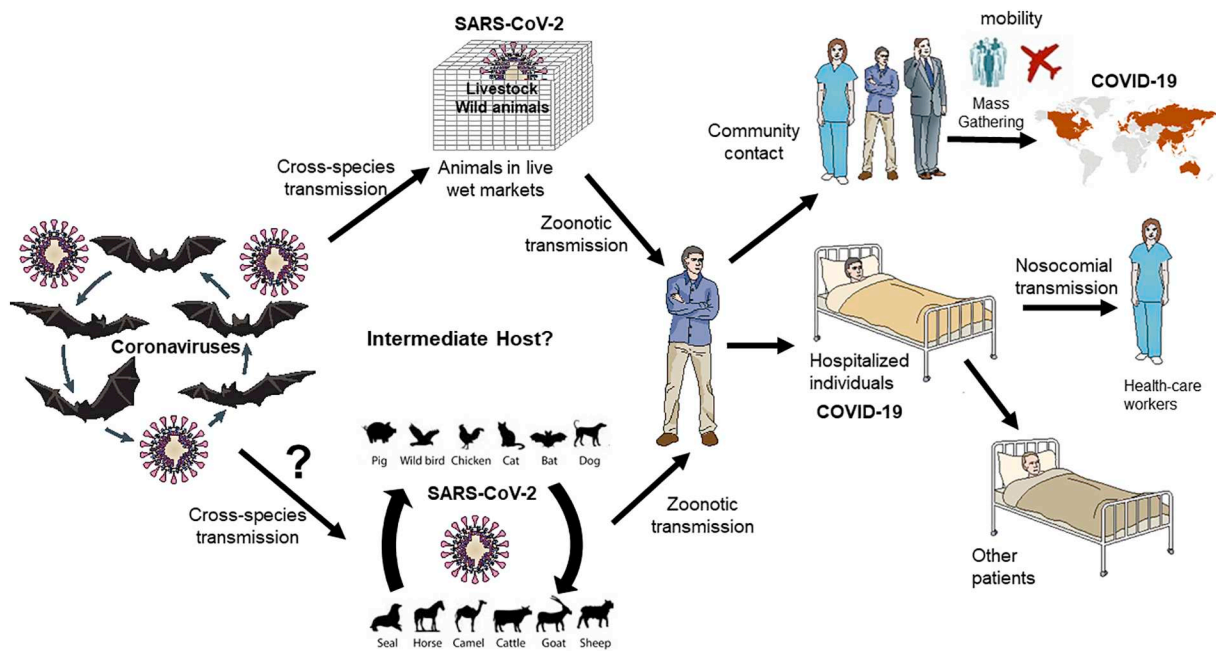 SARS-CoV-2
Livestock
Wild animals
Animals in live
wet markets
Cross-species
transmission
Zoonotic
transmission
Coronaviruses
Intermediate Host?
?
Cross-species
transmission
Pig Wild bird Chicken Cat Bat Dog
SARS-CoV-2
Seal Horse Camel Cattle Goat Sheep
Zoonotic
transmission
Community
contact
mobility
Mass
Gathering
COVID-19
Hospitalized
individuals
COVID-19
Nosocomial
transmission
Health-care
workers
Other
patients